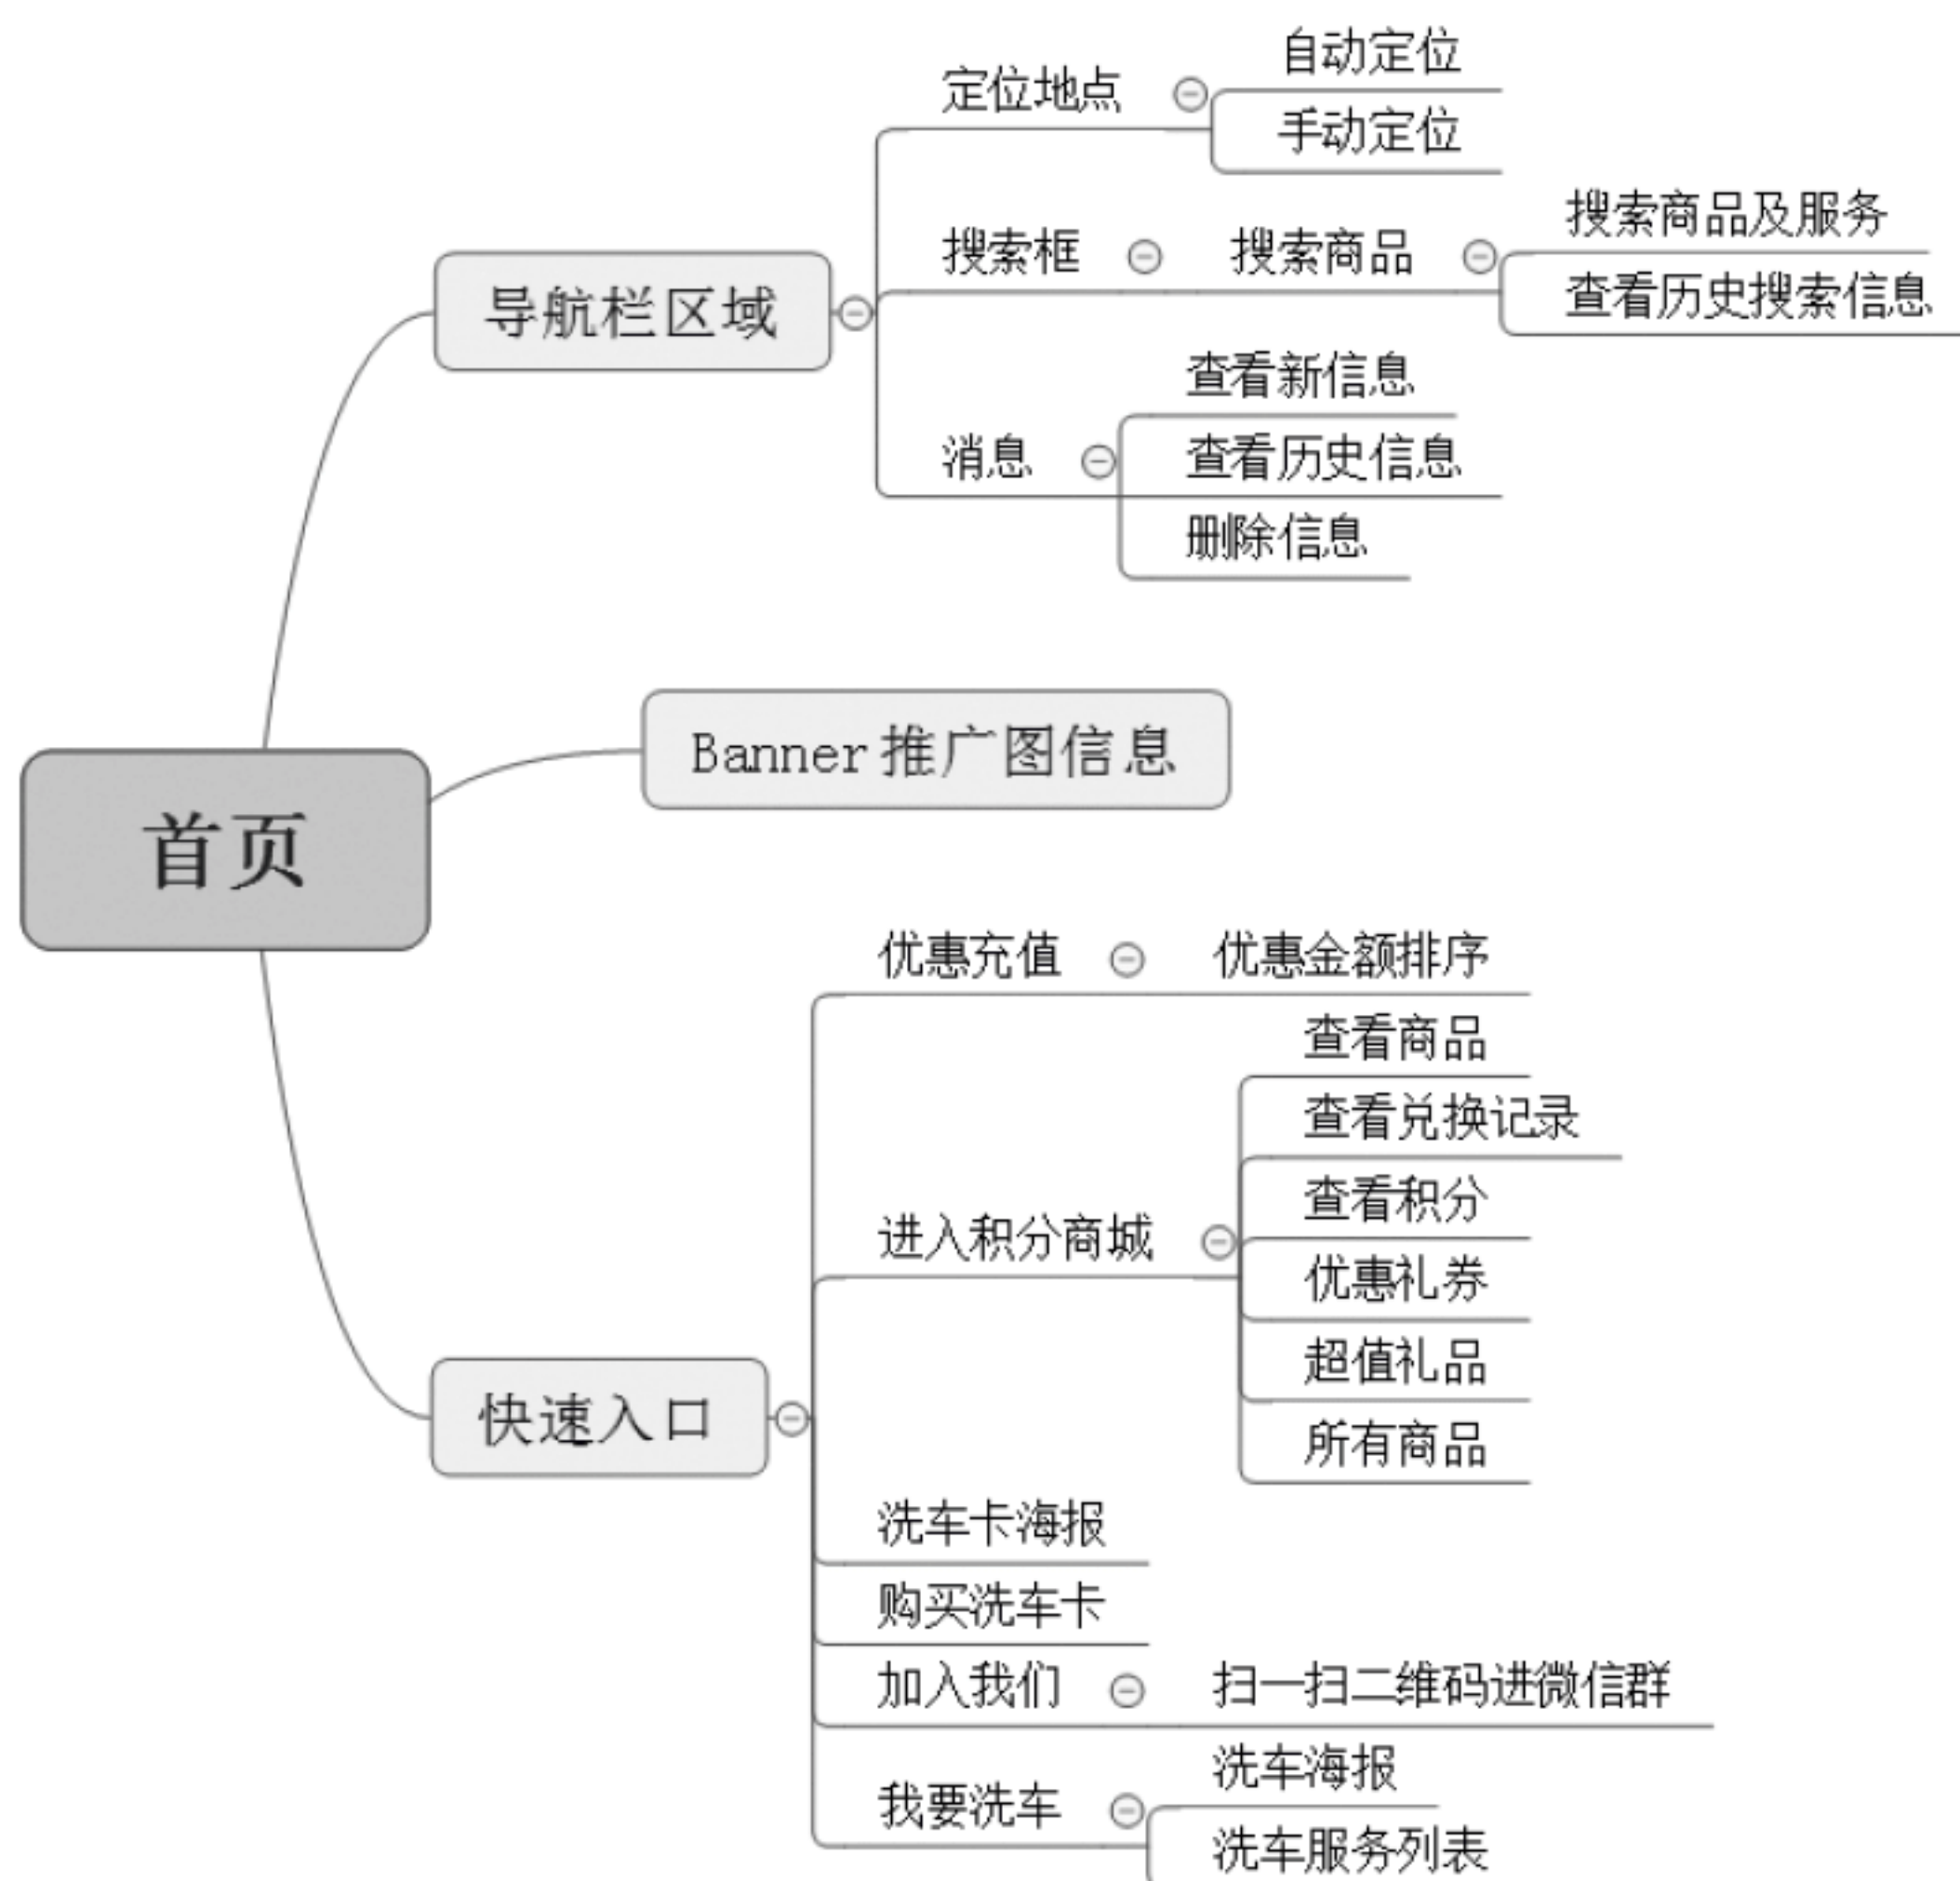 首页
导航栏区域
定位地点
自动定位
手动定位
搜索框
搜索商品
搜索商品及服务
查看历史搜索信息
消息
查看新信息
查看历史信息
删除信息
Banner 推广图信息
快速入口
优惠充值
优惠金额排序
进入积分商城
查看商品
查看兑换记录
查看积分
优惠礼券
超值礼品
所有商品
洗车卡海报
购买洗车卡
加入我们
扫一扫二维码进微信群
我要洗车
洗车海报
洗车服务列表